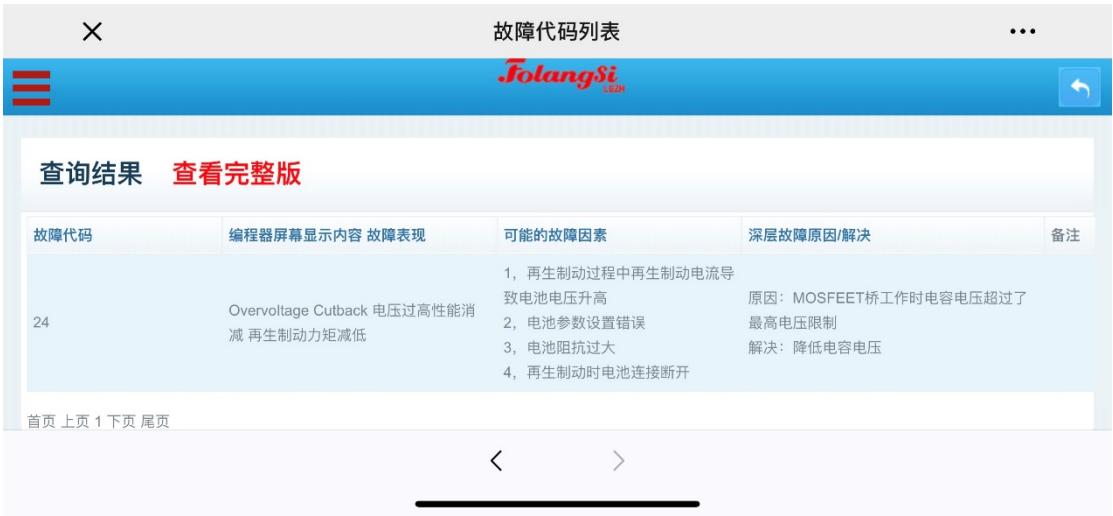 故障代码列表
FolangSi
LGZH
查询结果 查看完整版
故障代码 编程器屏幕显示内容 故障表现 可能的故障因素 深层故障原因/解决 备注
24
Overvoltage Cutback 电压过高性能消
减 再生制动力矩减低
1，再生制动过程中再生制动电流导
致电池电压升高
2，电池参数设置错误
3，电池阻抗过大
4，再生制动时电池连接断开
原因：MOSFEET桥工作时电容电压超过了
最高电压限制
解决：降低电容电压
首页 上页 1 下页 尾页